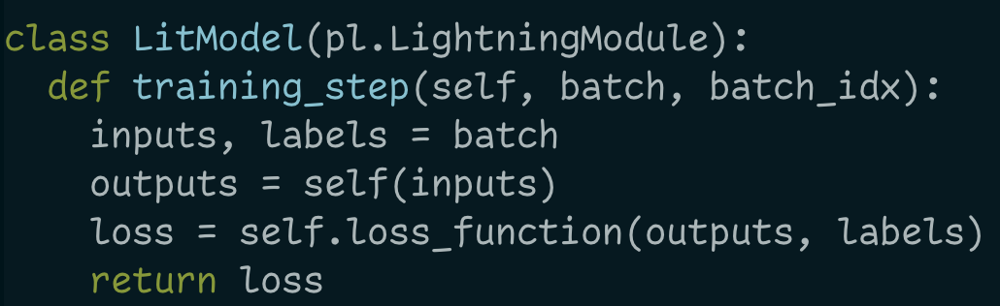 class LitModel(pl.LightningModule):
  def training_step(self, batch, batch_idx):
    inputs, labels = batch
    outputs = self(inputs)
    loss = self.loss_function(outputs, labels)
    return loss